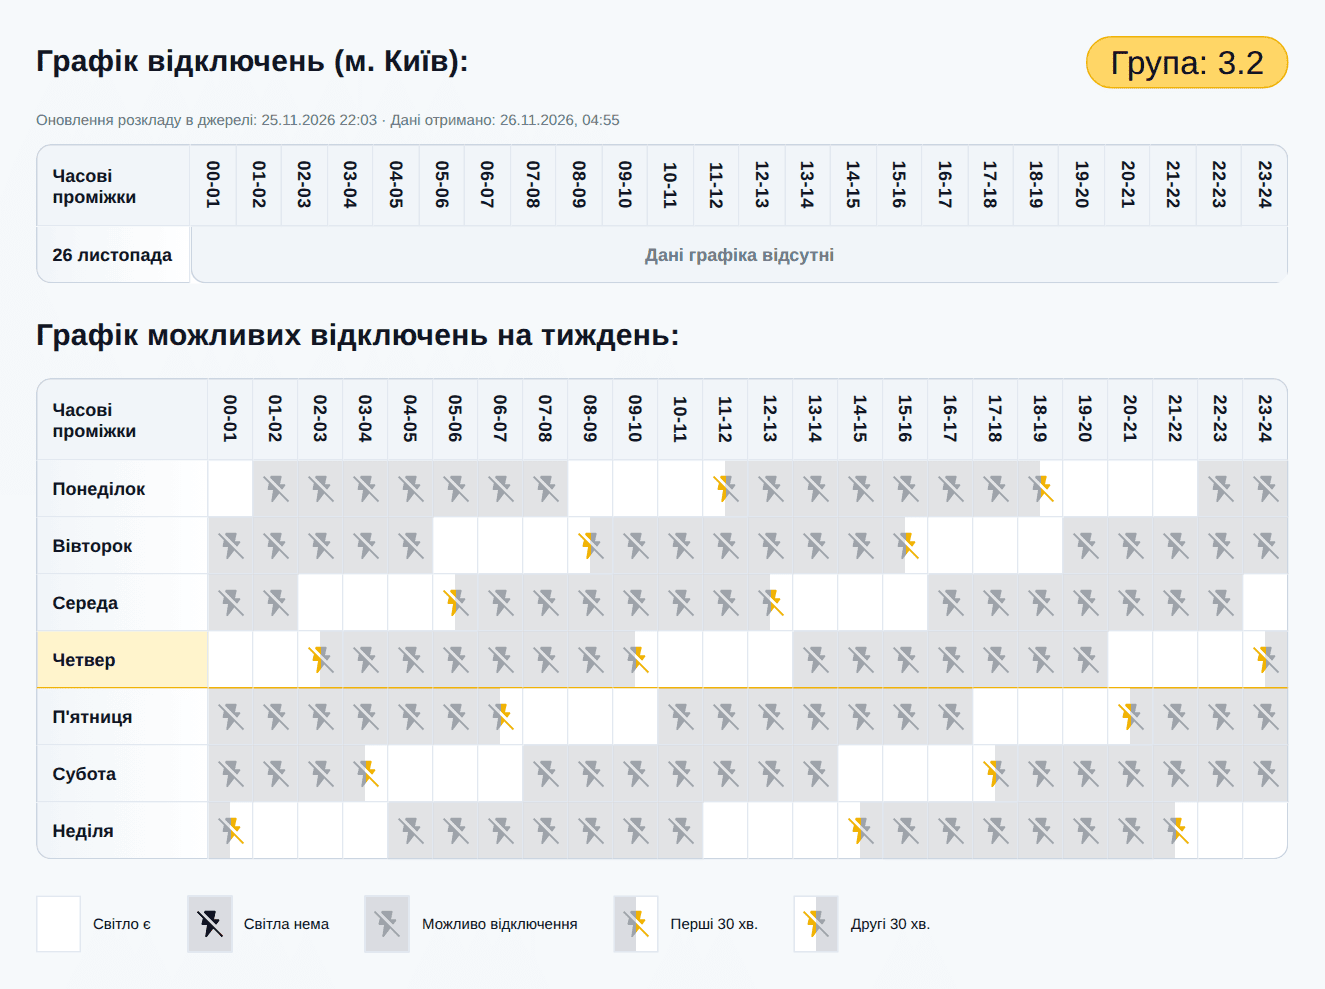 Графік відключень (м. Київ):
Група: 3.2
Оновлення розкладу в джерелі: 25.11.2026 22:03 · Дані отримано: 26.11.2026, 04:55
Часові проміжки 00-01 01-02 02-03 03-04 04-05 05-06 06-07 07-08 08-09 09-10 10-11 11-12 12-13 13-14 14-15 15-16 16-17 17-18 18-19 19-20 20-21 21-22 22-23 23-24
26 листопада Дані графіка відсутні
Графік можливих відключень на тиждень:
Часові проміжки 00-01 01-02 02-03 03-04 04-05 05-06 06-07 07-08 08-09 09-10 10-11 11-12 12-13 13-14 14-15 15-16 16-17 17-18 18-19 19-20 20-21 21-22 22-23 23-24
Понеділок
Вівторок
Середа
Четвер
П'ятниця
Субота
Неділя
Світло є Світла нема Можливо відключення Перші 30 хв. Другі 30 хв.